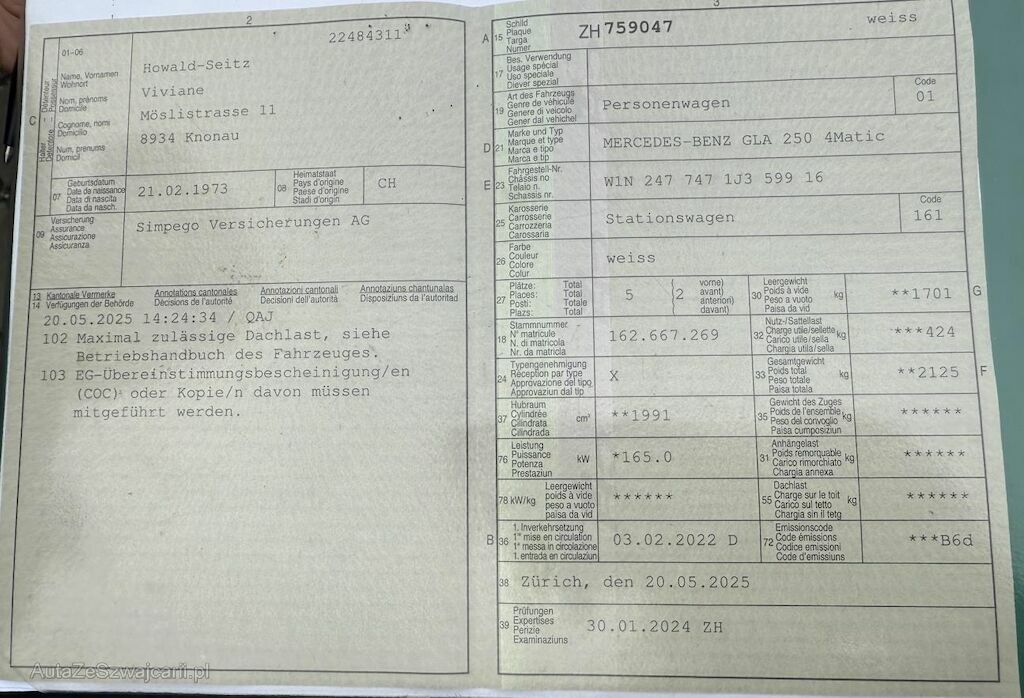 2
22484311³
01-06
C
Halter Détenteur
Detentore Possessur
Name, Vornamen
Wohnort
Nom, prénoms
Domicile
Cognome, nomi
Domicilio
Num, prenums
Domicil
Howald-Seitz
Viviane
Möslistrasse 11
8934 Knonau
07
Geburtsdatum
Date de naissance
Data di nascita
Data da nasch.
21.02.1973
08
Heimatstaat
Pays d'origine
Paese d'origine
Stadi d'origin
CH
09
Versicherung
Assurance
Assicurazione
Assicuranza
Simpego Versicherungen AG
13 Kantonale Vermerke Annotations cantonales Annotazioni cantonali Annotaziuns chantunalas
14 Verfügungen der Behörde Décisions de l'autorité Decisioni dell'autorità Disposiziuns da l'autoritad
20.05.2025 14:24:34 / QAJ
102 Maximal zulässige Dachlast, siehe
Betriebshandbuch des Fahrzeuges.
103 EG-Übereinstimmungsbescheinigung/en
(COC) oder Kopie/n davon müssen
mitgeführt werden.
3
A 15
Schild
Plaque
Targa
Numer
ZH 759047
weiss
17
Bes. Verwendung
Usage spécial
Uso speciale
Diever spezial
19
Art des Fahrzeugs
Genre de véhicule
Genere di veicolo
Gener dal vehichel
Personenwagen
Code
01
D 21
Marke und Typ
Marque et type
Marca e tipo
Marca e tip
MERCEDES-BENZ GLA 250 4Matic
E 23
Fahrgestell-Nr.
Châssis no
Telaio n.
Schassis nr.
W1N 247 747 1J3 599 16
25
Karosserie
Carrosserie
Carrozzeria
Carossaria
Stationswagen
Code
161
26
Farbe
Couleur
Colore
Colur
weiss
27
Plätze: Total
Places: Total
Posti: Totale
Plazs: Total
5
(2
vorne)
avant)
anteriori)
davant)
30
Leergewicht
Poids à vide
Peso a vuoto
Paisa da vid
kg
**1701
G
18
Stammnummer
N° matricule
N. di matricola
Nr. da matricla
162.667.269
32
Nutz-/Sattellast
Charge utile/sellette
Carico utile/sella
Chargia utila/sella
kg
***424
24
Typengenehmigung
Réception par type
Approvazione del tipo
Approvaziun dal tip
X
33
Gesamtgewicht
Poids total
Peso totale
Paisa totala
kg
**2125
F
37
Hubraum
Cylindrée
Cilindrata
Cilindrada
cm³
**1991
35
Gewicht des Zuges
Poids de l'ensemble
Peso del convoglio
Paisa cumposiziun
kg
******
76
Leistung
Puissance
Potenza
Prestaziun
kW
*165.0
31
Anhängelast
Poids remorquable
Carico rimorchiato
Chargia annexa
kg
******
78 kW/kg
Leergewicht
poids à vide
peso a vuoto
paisa da vid
******
55
Dachlast
Charge sur le toit
Carico sul tetto
Chargia sin il tetg
kg
******
B 36
1. Inverkehrsetzung
1re mise en circulation
1a messa in circolazione
1. entrada en circulaziun
03.02.2022 D
72
Emissionscode
Code émissions
Codice emissioni
Code d'emissiuns
***B6d
38 Zürich, den 20.05.2025
39
Prüfungen
Expertises
Perizie
Examinaziuns
30.01.2024 ZH
AutaZeSzwajcarii.pl